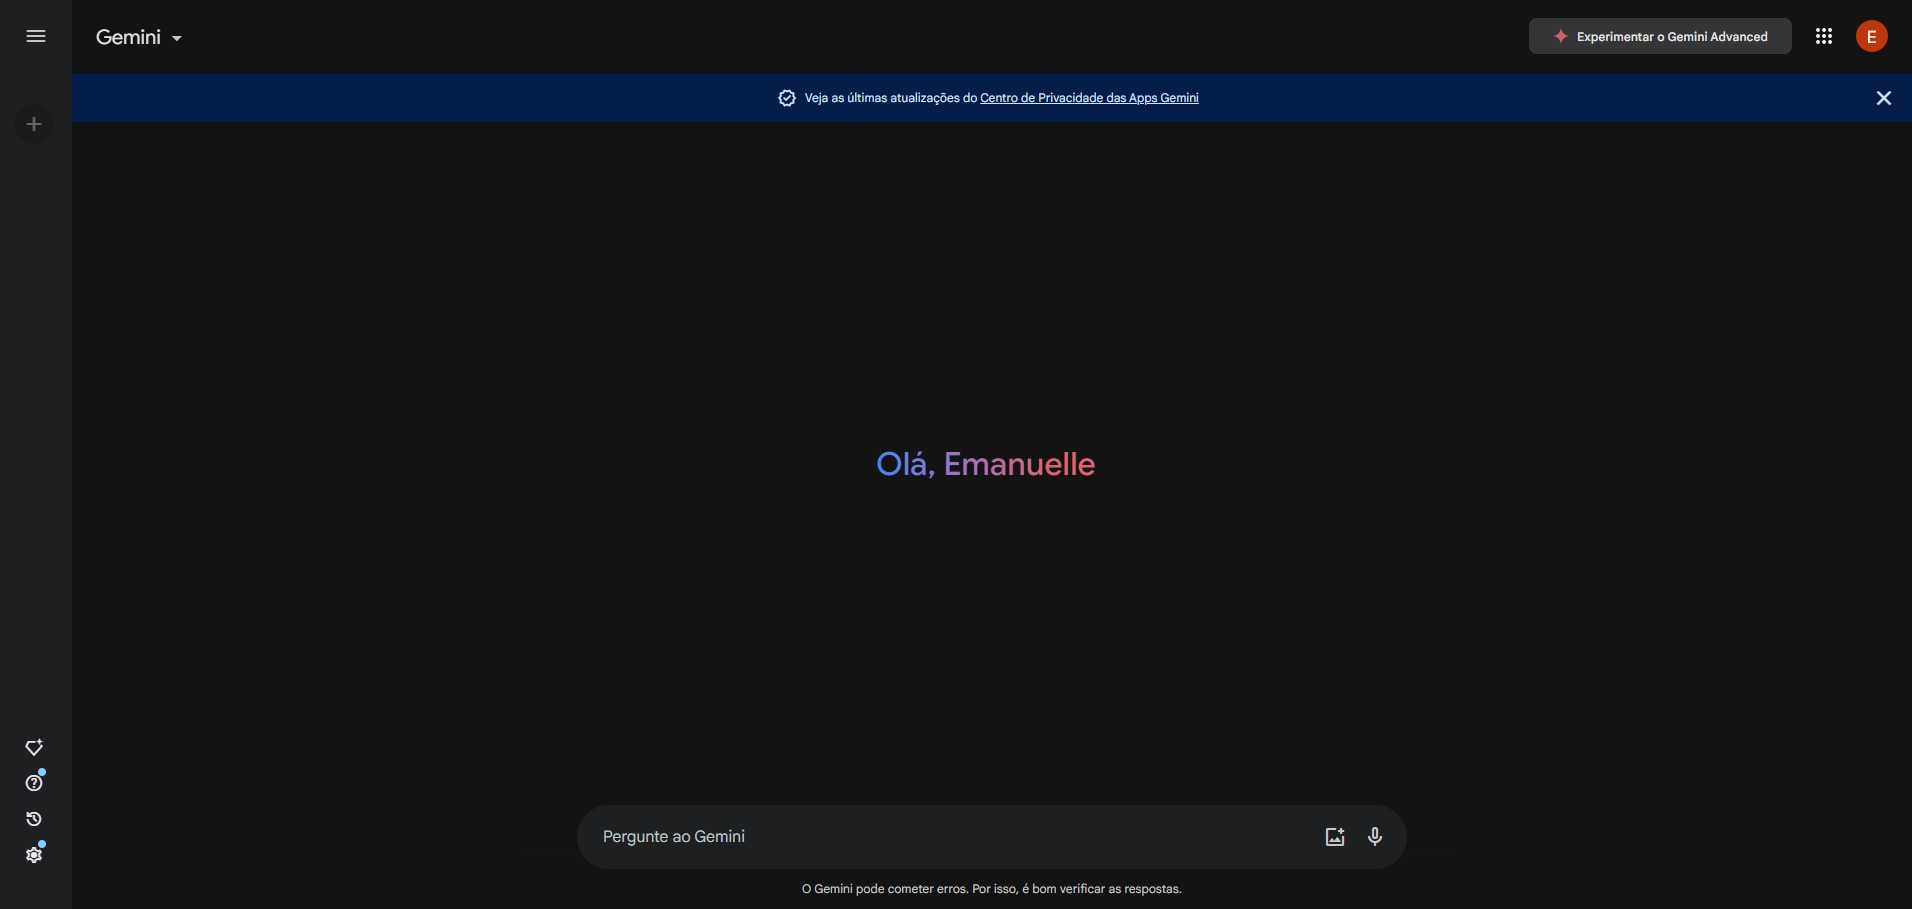 Gemini
Experimentar o Gemini Advanced
E
Veja as últimas atualizações do Centro de Privacidade das Apps Gemini
Olá, Emanuelle
Pergunte ao Gemini
O Gemini pode cometer erros. Por isso, é bom verificar as respostas.